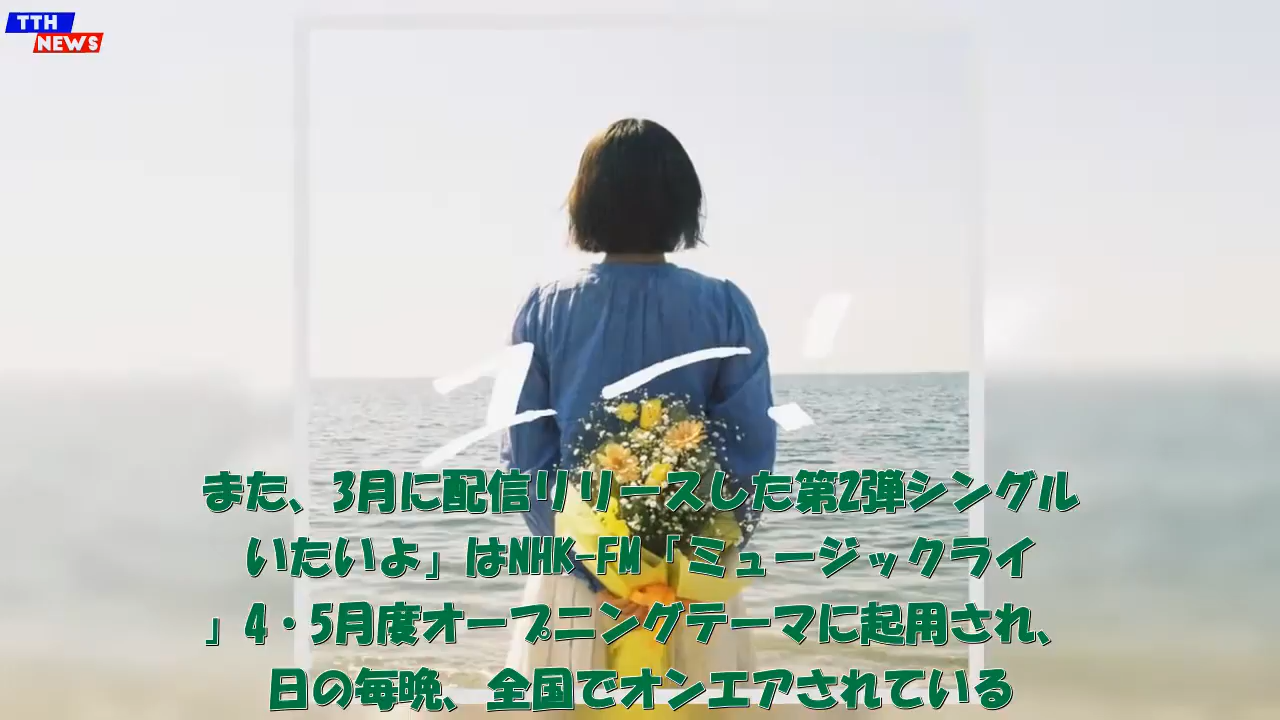 TTH
NEWS
また、3月に配信リリースした第2弾シングル
いたいよ」はNHK-FM「ミュージックライ
」4・5月度オープニングテーマに起用され、
日の毎晩、全国でオンエアされている